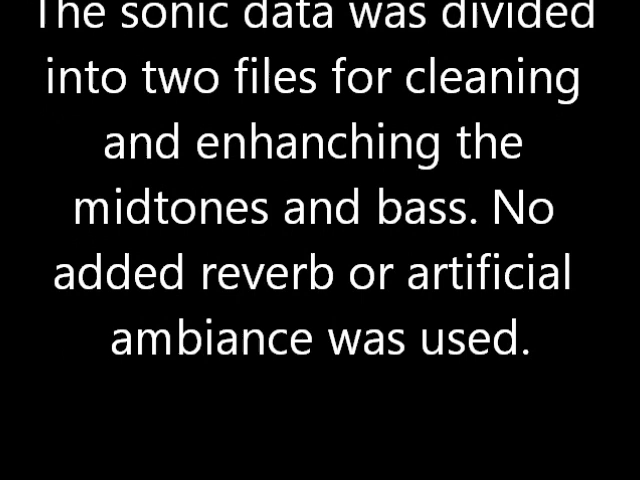 The sonic data was divided
into two files for cleaning
and enhanching the
midtones and bass. No
added reverb or artificial
ambiance was used.